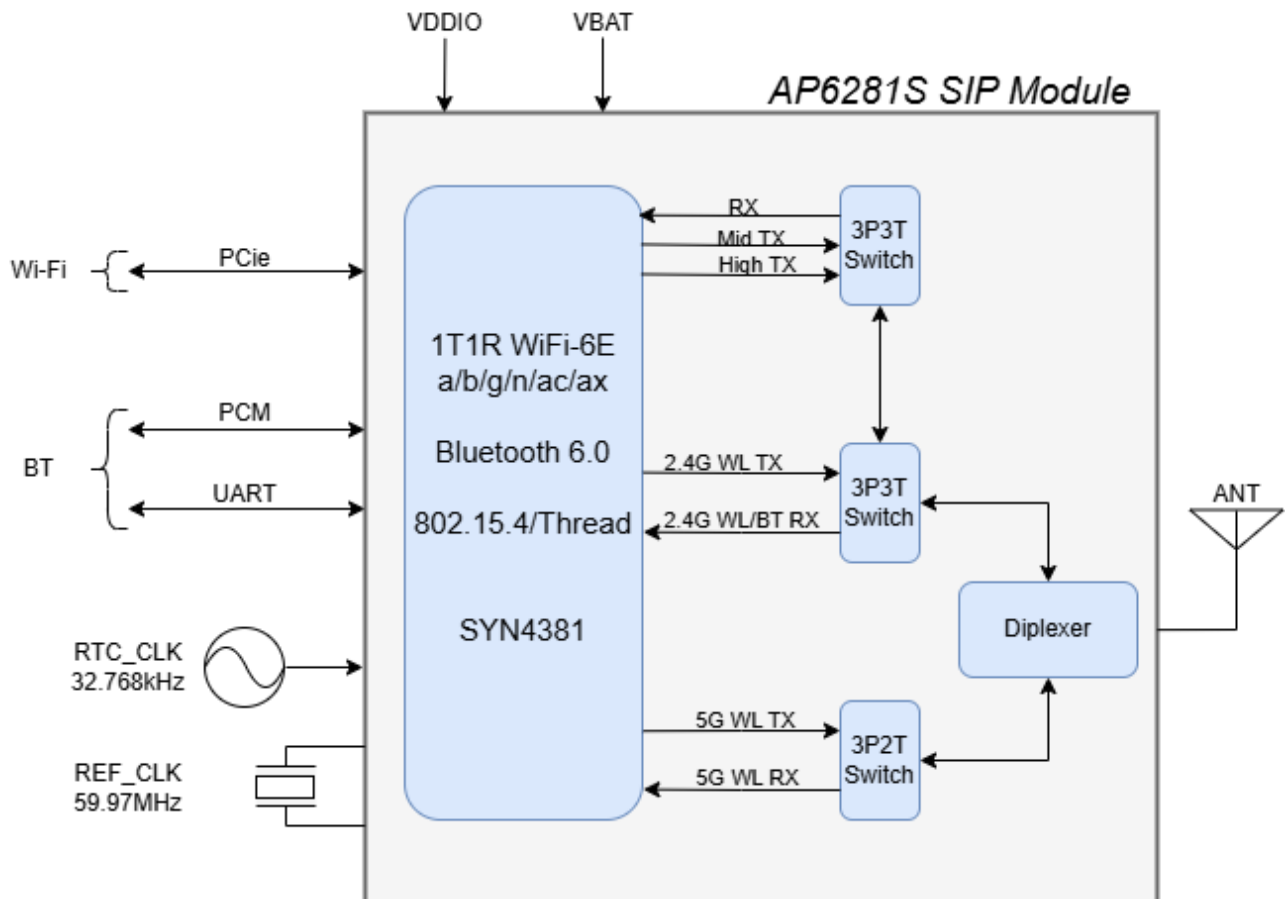 VDDIO
VBAT
AP6281S SIP Module
Wi-Fi
PCie
RX
Mid TX
High TX
3P3T
Switch
1T1R WiFi-6E
a/b/g/n/ac/ax
Bluetooth 6.0
802.15.4/Thread
SYN4381
BT
PCM
UART
2.4G WL TX
2.4G WL/BT RX
3P3T
Switch
ANT
Diplexer
RTC_CLK
32.768kHz
REF_CLK
59.97MHz
5G WL TX
5G WL RX
3P2T
Switch